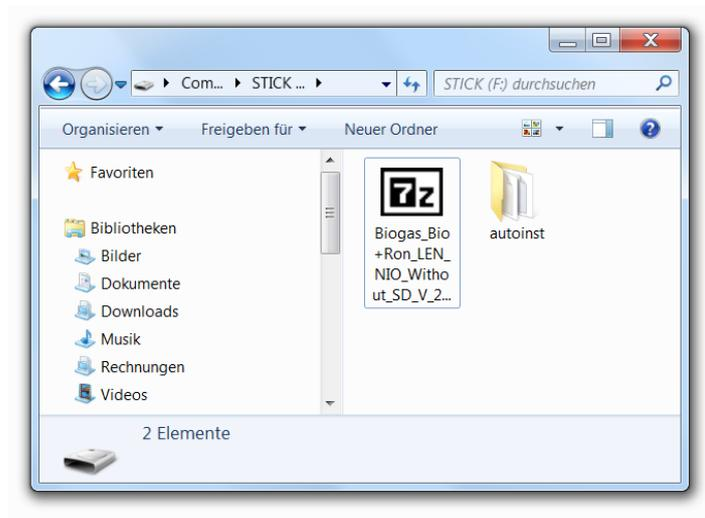 Com... STICK ... STICK (F:) durchsuchen
Organisieren Freigeben für Neuer Ordner
Favoriten
Bibliotheken
Bilder
Dokumente
Downloads
Musik
Rechnungen
Videos
7z
Biogas_Bio
+Ron_LEN_
NIO_Witho
ut_SD_V_2...
autoinst
2 Elemente